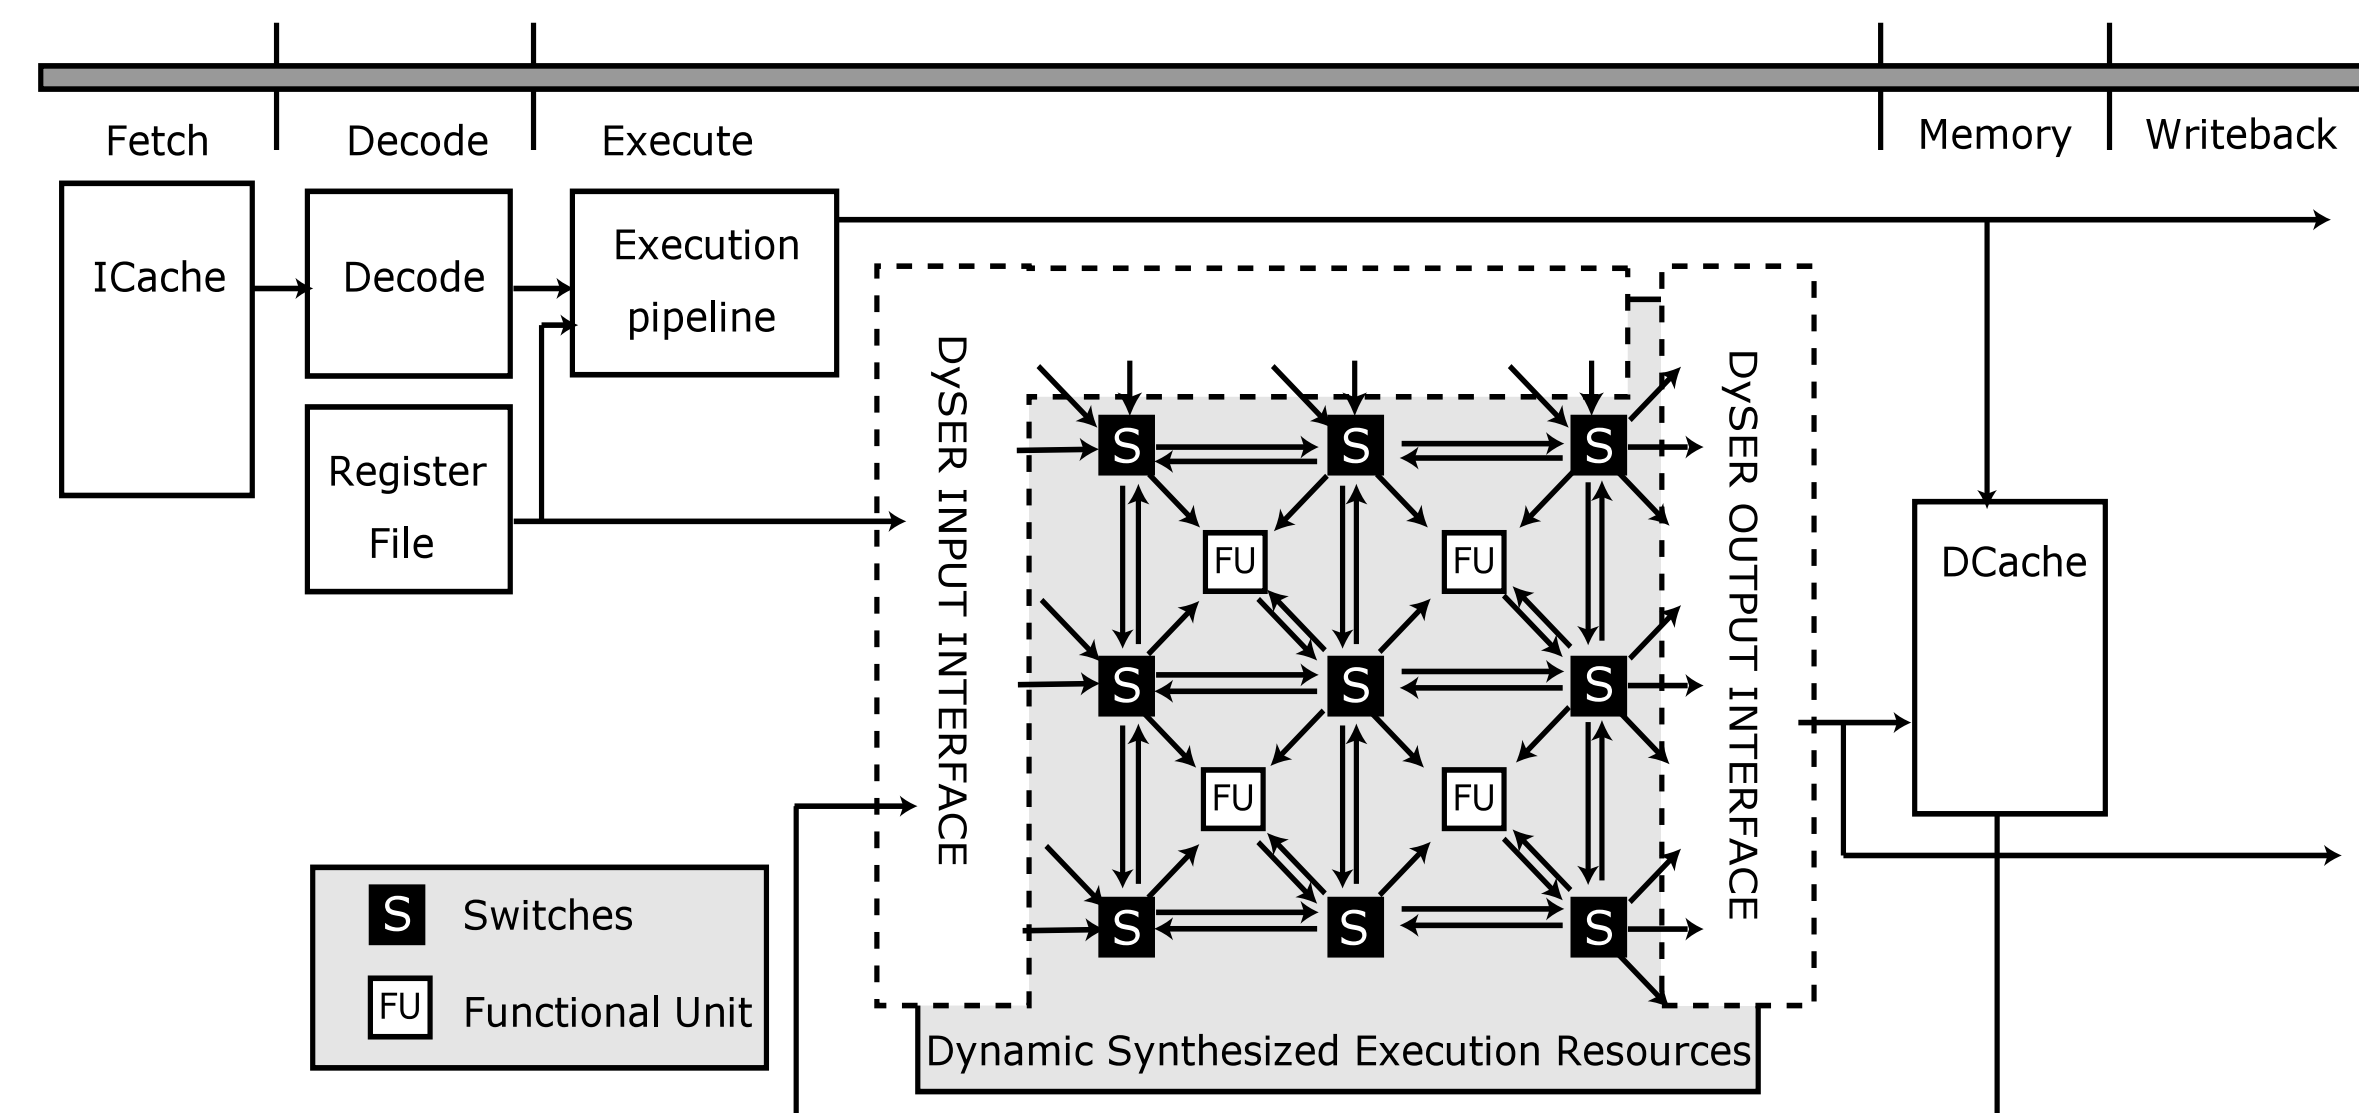 Fetch
Decode
Execute
Memory
Writeback
ICache
Decode
Execution
pipeline
Register
File
DySER INPUT INTERFACE
S
S
S
FU
FU
S
S
S
FU
FU
S
S
S
DySER OUTPUT INTERFACE
DCache
S Switches
FU Functional Unit
Dynamic Synthesized Execution Resources